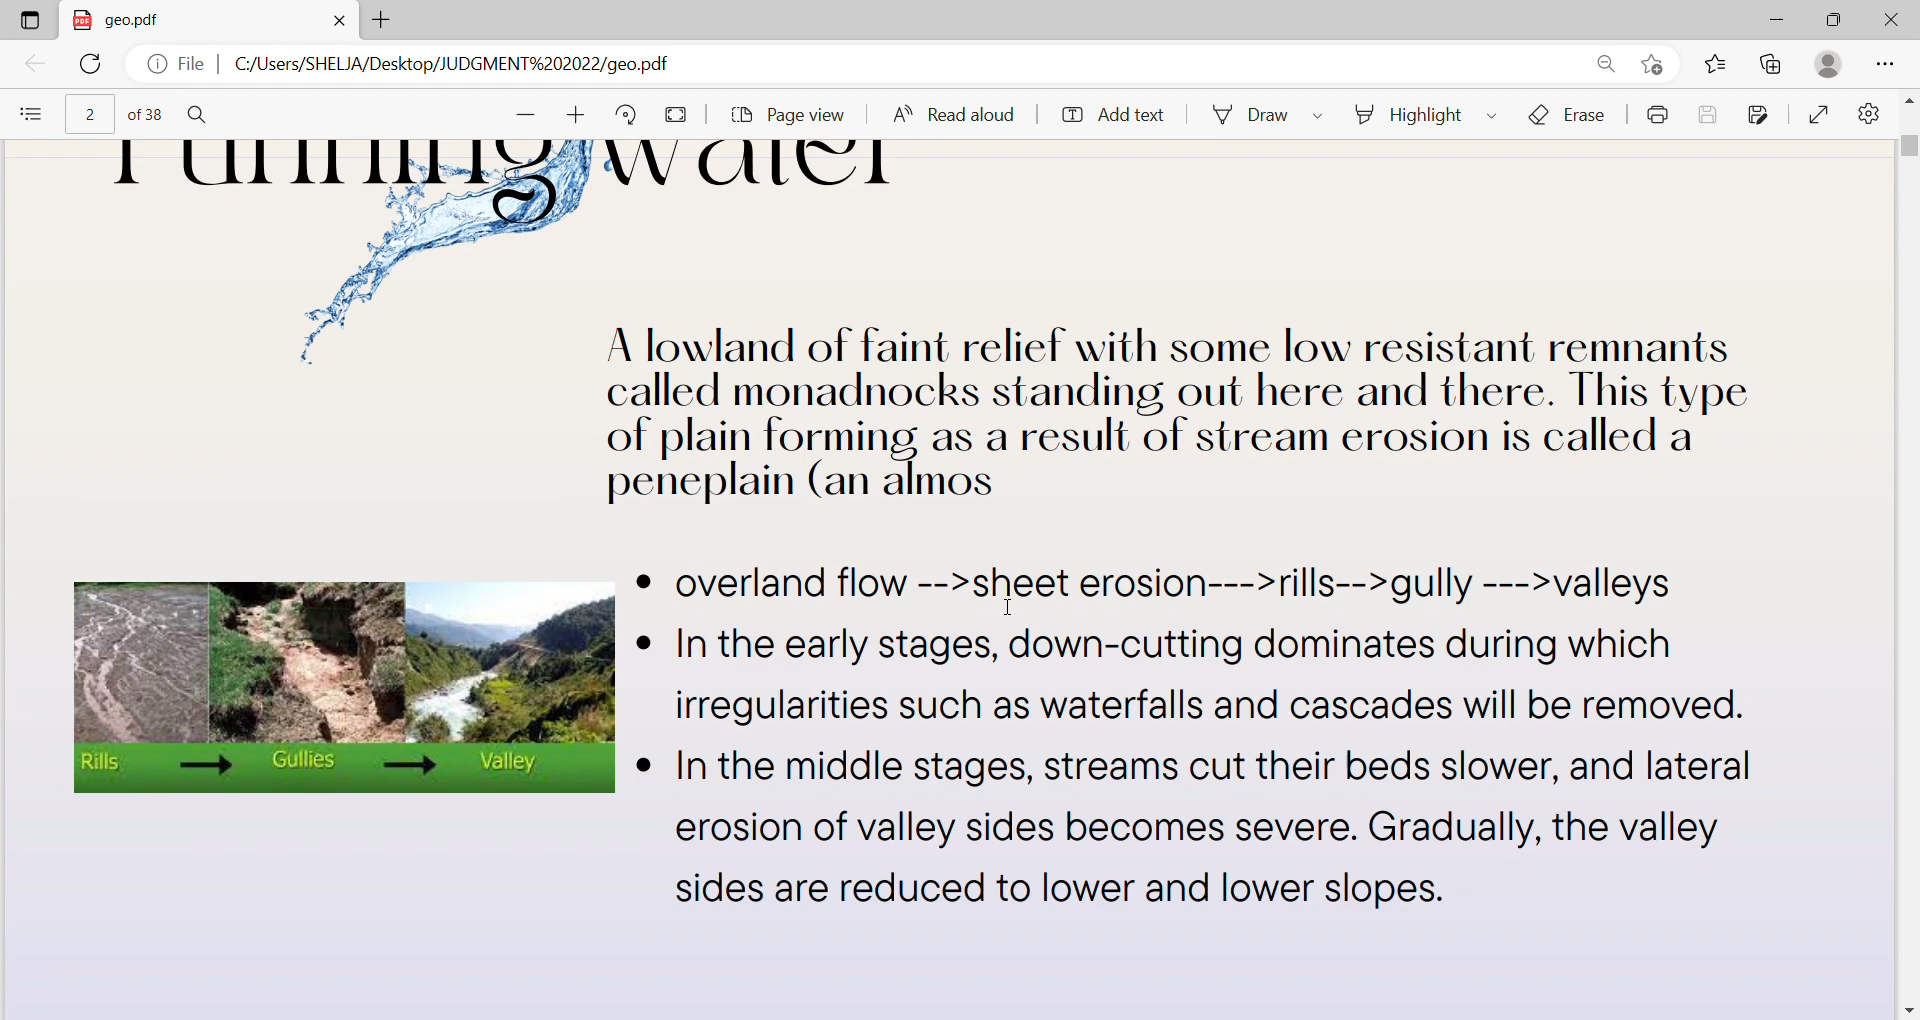 geo.pdf
File
C:/Users/SHELJA/Desktop/JUDGMENT%202022/geo.pdf
2 of 38
Page view
Read aloud
Add text
Draw
Highlight
Erase
running water
A lowland of faint relief with some low resistant remnants
called monadnocks standing out here and there. This type
of plain forming as a result of stream erosion is called a
peneplain (an almos
• overland flow -->sheet erosion--->rills-->gully --->valleys
• In the early stages, down-cutting dominates during which
irregularities such as waterfalls and cascades will be removed.
• In the middle stages, streams cut their beds slower, and lateral
erosion of valley sides becomes severe. Gradually, the valley
sides are reduced to lower and lower slopes.
Rills
Gullies
Valley